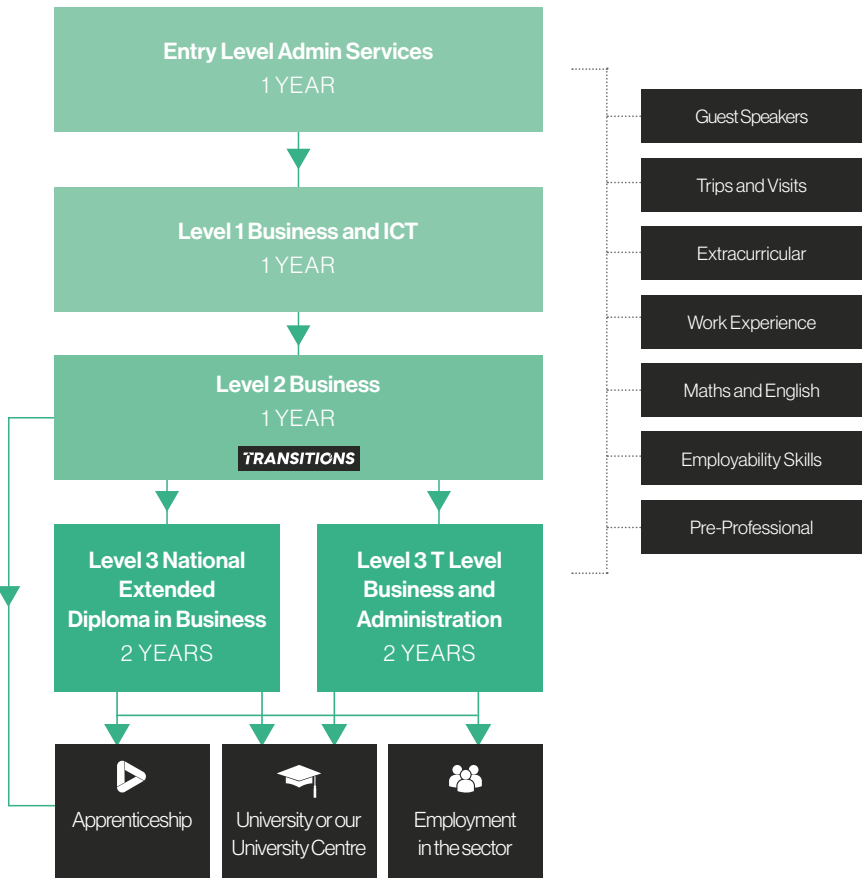 Entry Level Admin Services
1 YEAR
Level 1 Business and ICT
1 YEAR
Level 2 Business
1 YEAR
TRANSITIONS
Level 3 National
Extended
Diploma in Business
2 YEARS
Level 3 T Level
Business and
Administration
2 YEARS
Apprenticeship
University or our
University Centre
Employment
in the sector
Guest Speakers
Trips and Visits
Extracurricular
Work Experience
Maths and English
Employability Skills
Pre-Professional